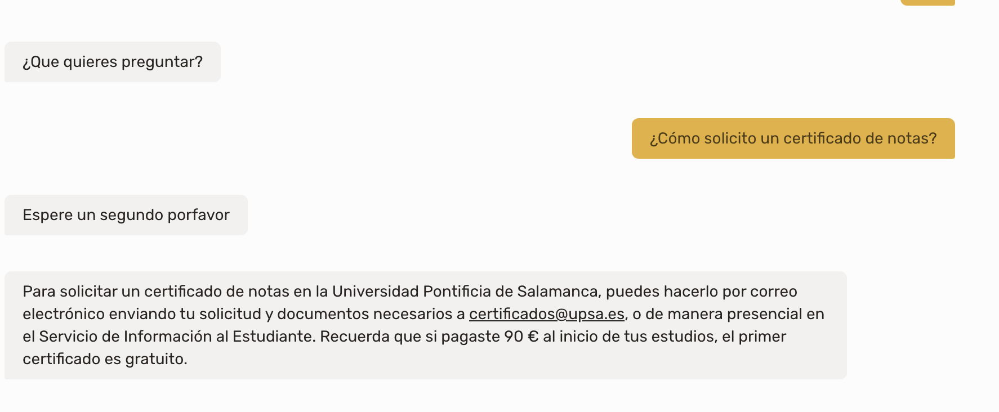 ¿Que quieres preguntar?
¿Cómo solicito un certificado de notas?
Espere un segundo porfavor
Para solicitar un certificado de notas en la Universidad Pontificia de Salamanca, puedes hacerlo por correo
electrónico enviando tu solicitud y documentos necesarios a certificados@upsa.es, o de manera presencial en
el Servicio de Información al Estudiante. Recuerda que si pagaste 90 € al inicio de tus estudios, el primer
certificado es gratuito.